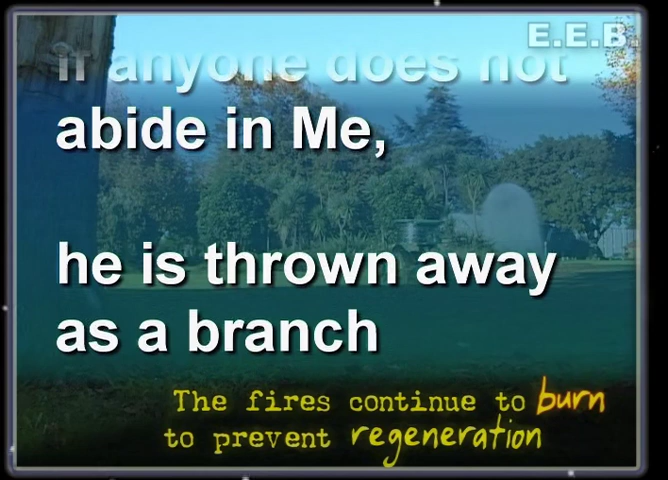 E.E.B.
If anyone does not
abide in Me,
he is thrown away
as a branch
The fires continue to burn
to prevent regeneration